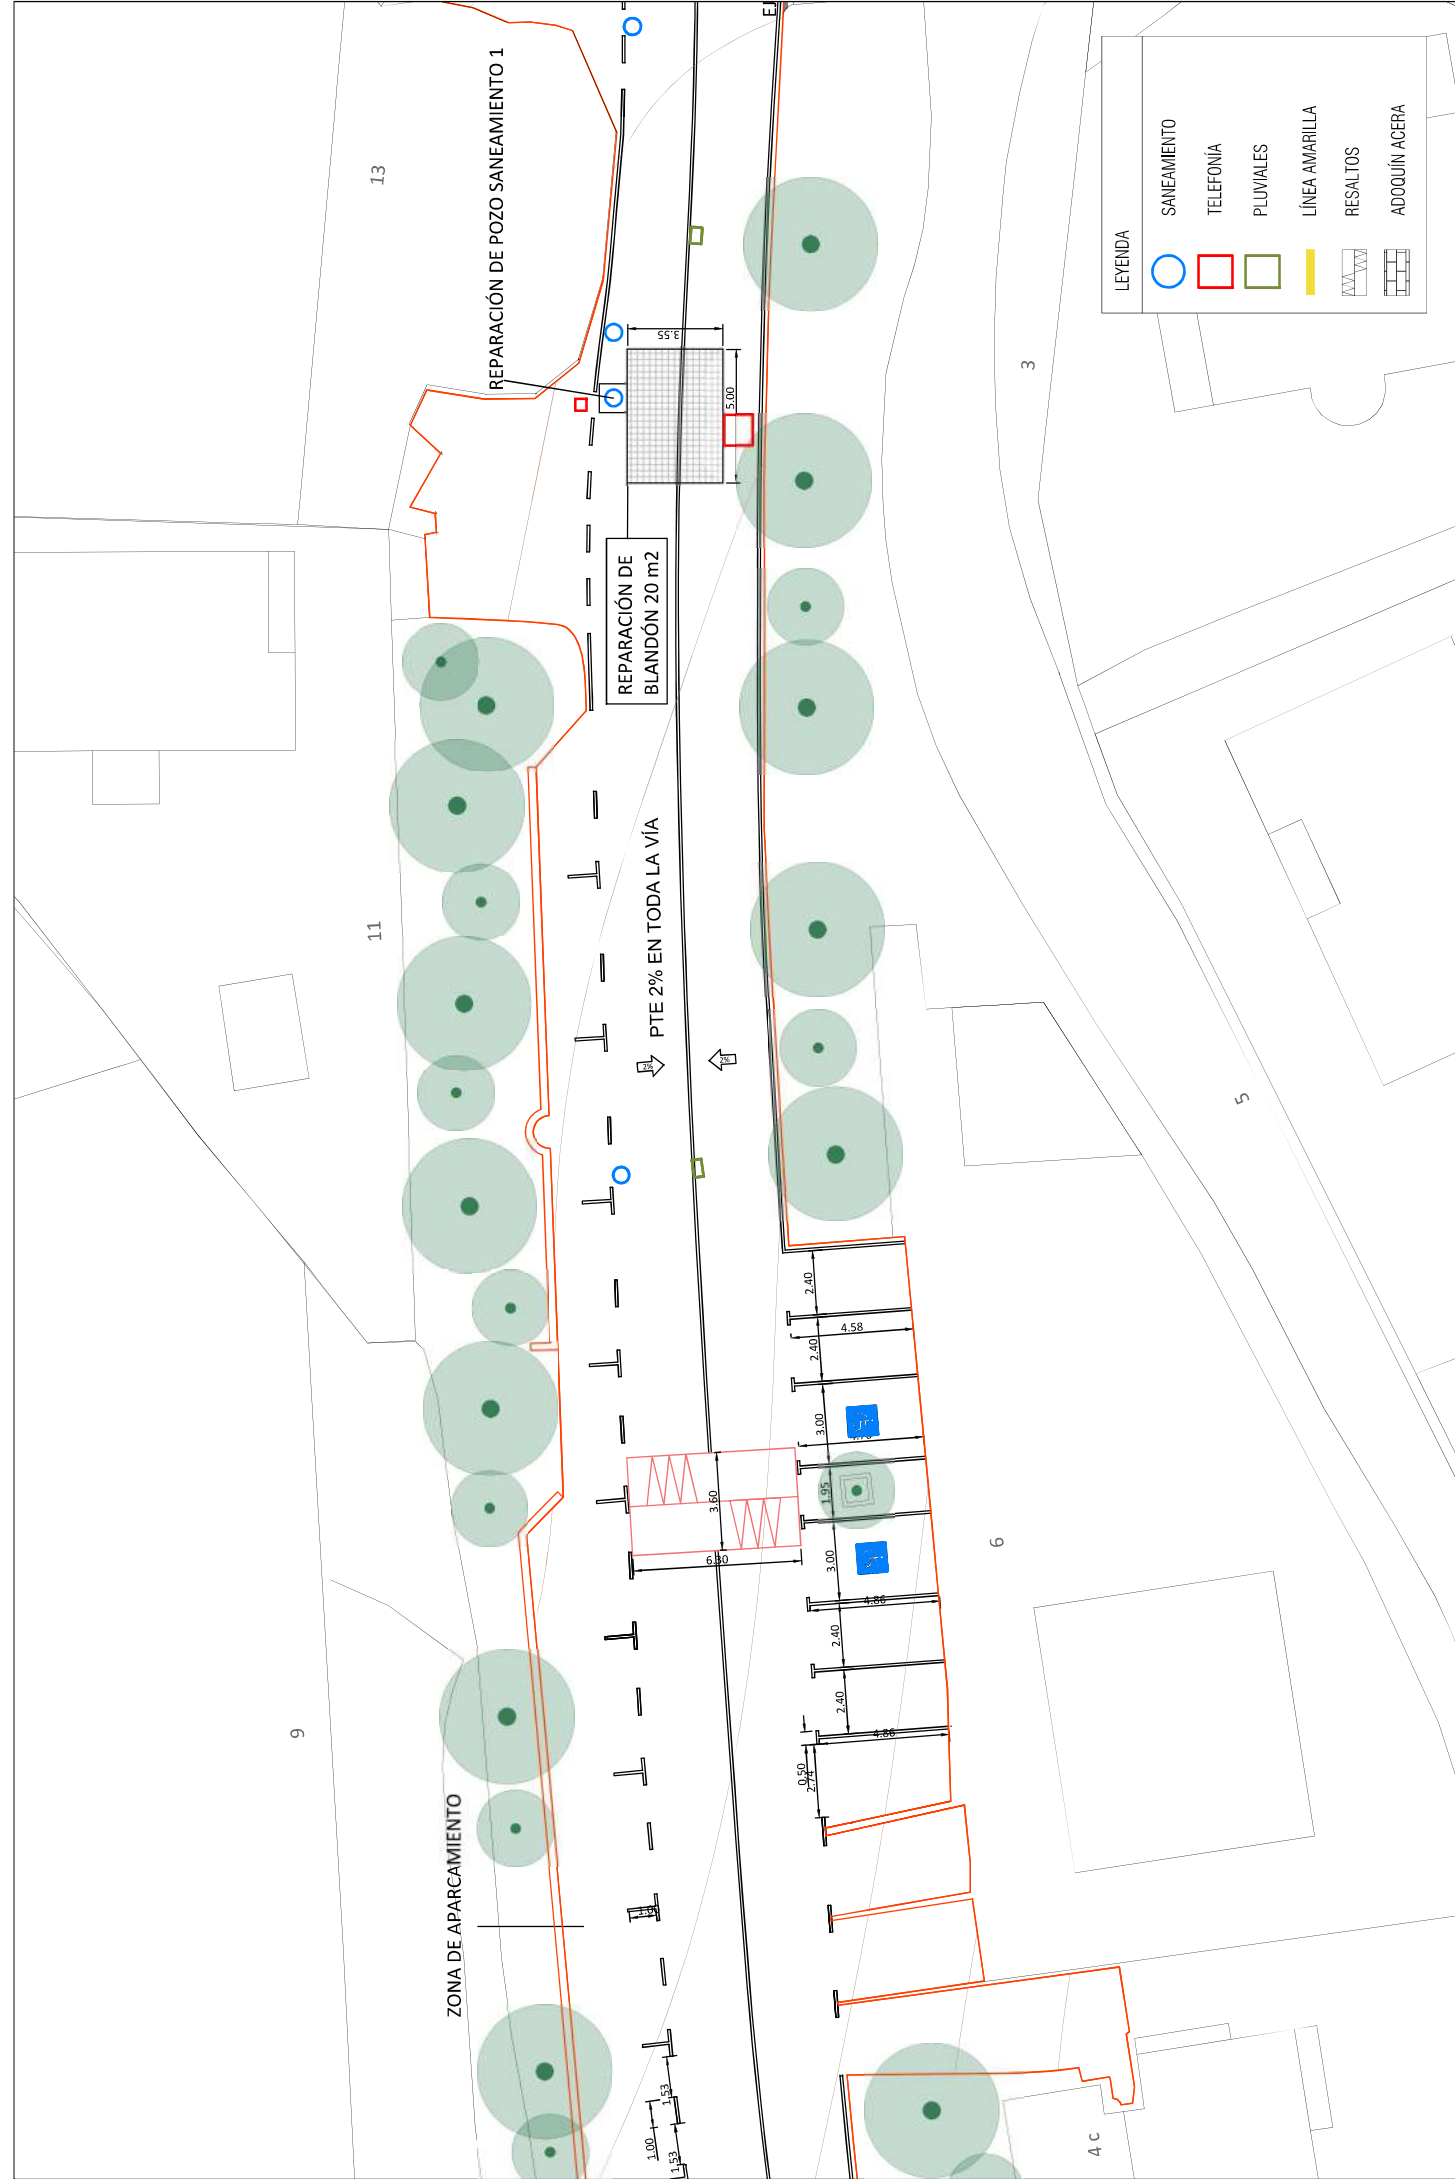 ZONA DE APARCAMIENTO
PTE 2% EN TODA LA VÍA
2%
2%
REPARACIÓN DE
BLANDÓN 20 m2
REPARACIÓN DE POZO SANEAMIENTO 1
LEYENDA
SANEAMIENTO
TELEFONÍA
PLUVIALES
LÍNEA AMARILLA
RESALTOS
ADOQUÍN ACERA
13
11
9
3
5
6
4 c
3.55
5.00
2.40
4.58
2.40
3.00
1.95
3.60
6.30
3.00
4.86
2.40
2.40
4.86
0.50
2.74
1.53
1.00
1.53